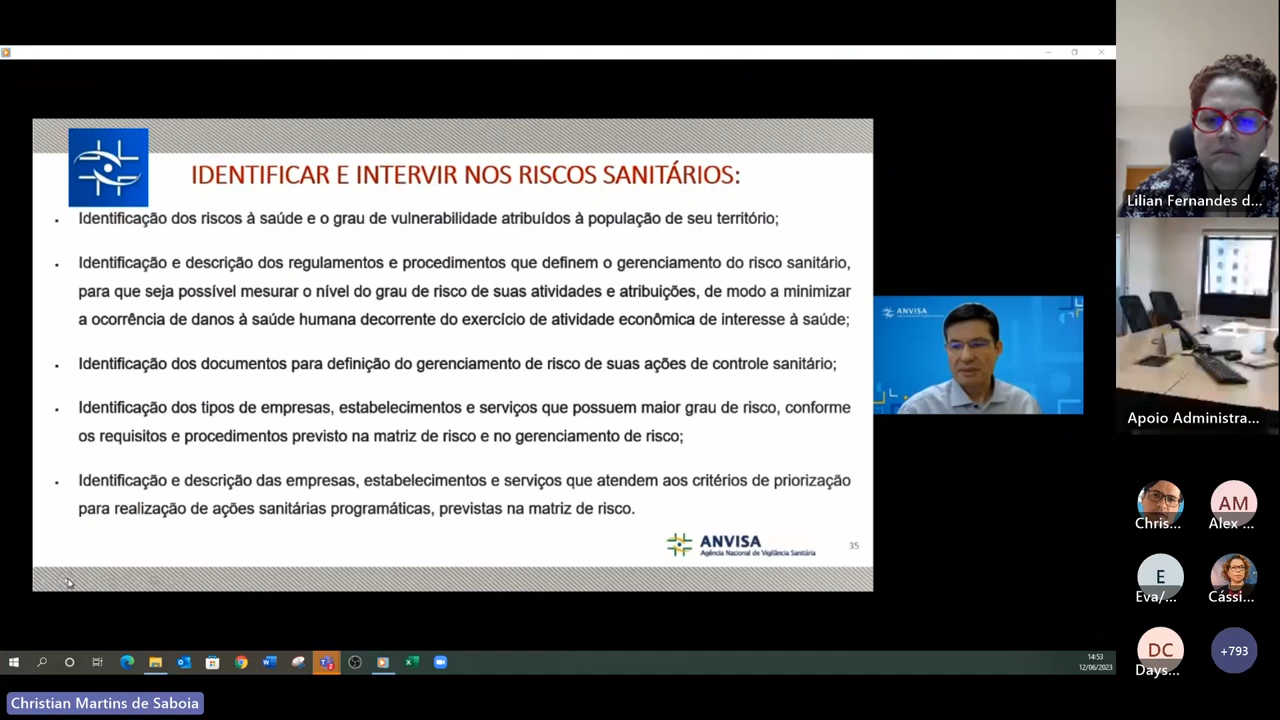 IDENTIFICAR E INTERVIR NOS RISCOS SANITÁRIOS:
Identificação dos riscos à saúde e o grau de vulnerabilidade atribuídos à população de seu território;
Identificação e descrição dos regulamentos e procedimentos que definem o gerenciamento do risco sanitário,
para que seja possível mesurar o nível do grau de risco de suas atividades e atribuições, de modo a minimizar
a ocorrência de danos à saúde humana decorrente do exercício de atividade econômica de interesse à saúde;
Identificação dos documentos para definição do gerenciamento de risco de suas ações de controle sanitário;
Identificação dos tipos de empresas, estabelecimentos e serviços que possuem maior grau de risco, conforme
os requisitos e procedimentos previsto na matriz de risco e no gerenciamento de risco;
Identificação e descrição das empresas, estabelecimentos e serviços que atendem aos critérios de priorização
para realização de ações sanitárias programáticas, previstas na matriz de risco.
ANVISA
Agência Nacional de Vigilância Sanitária
35
ANVISA
Lilian Fernandes d...
Apoio Administra...
Chris...
AM
Alex ...
E
Eva/...
Cássi...
DC
Days...
+793
14:53
12/06/2023
Christian Martins de Saboia